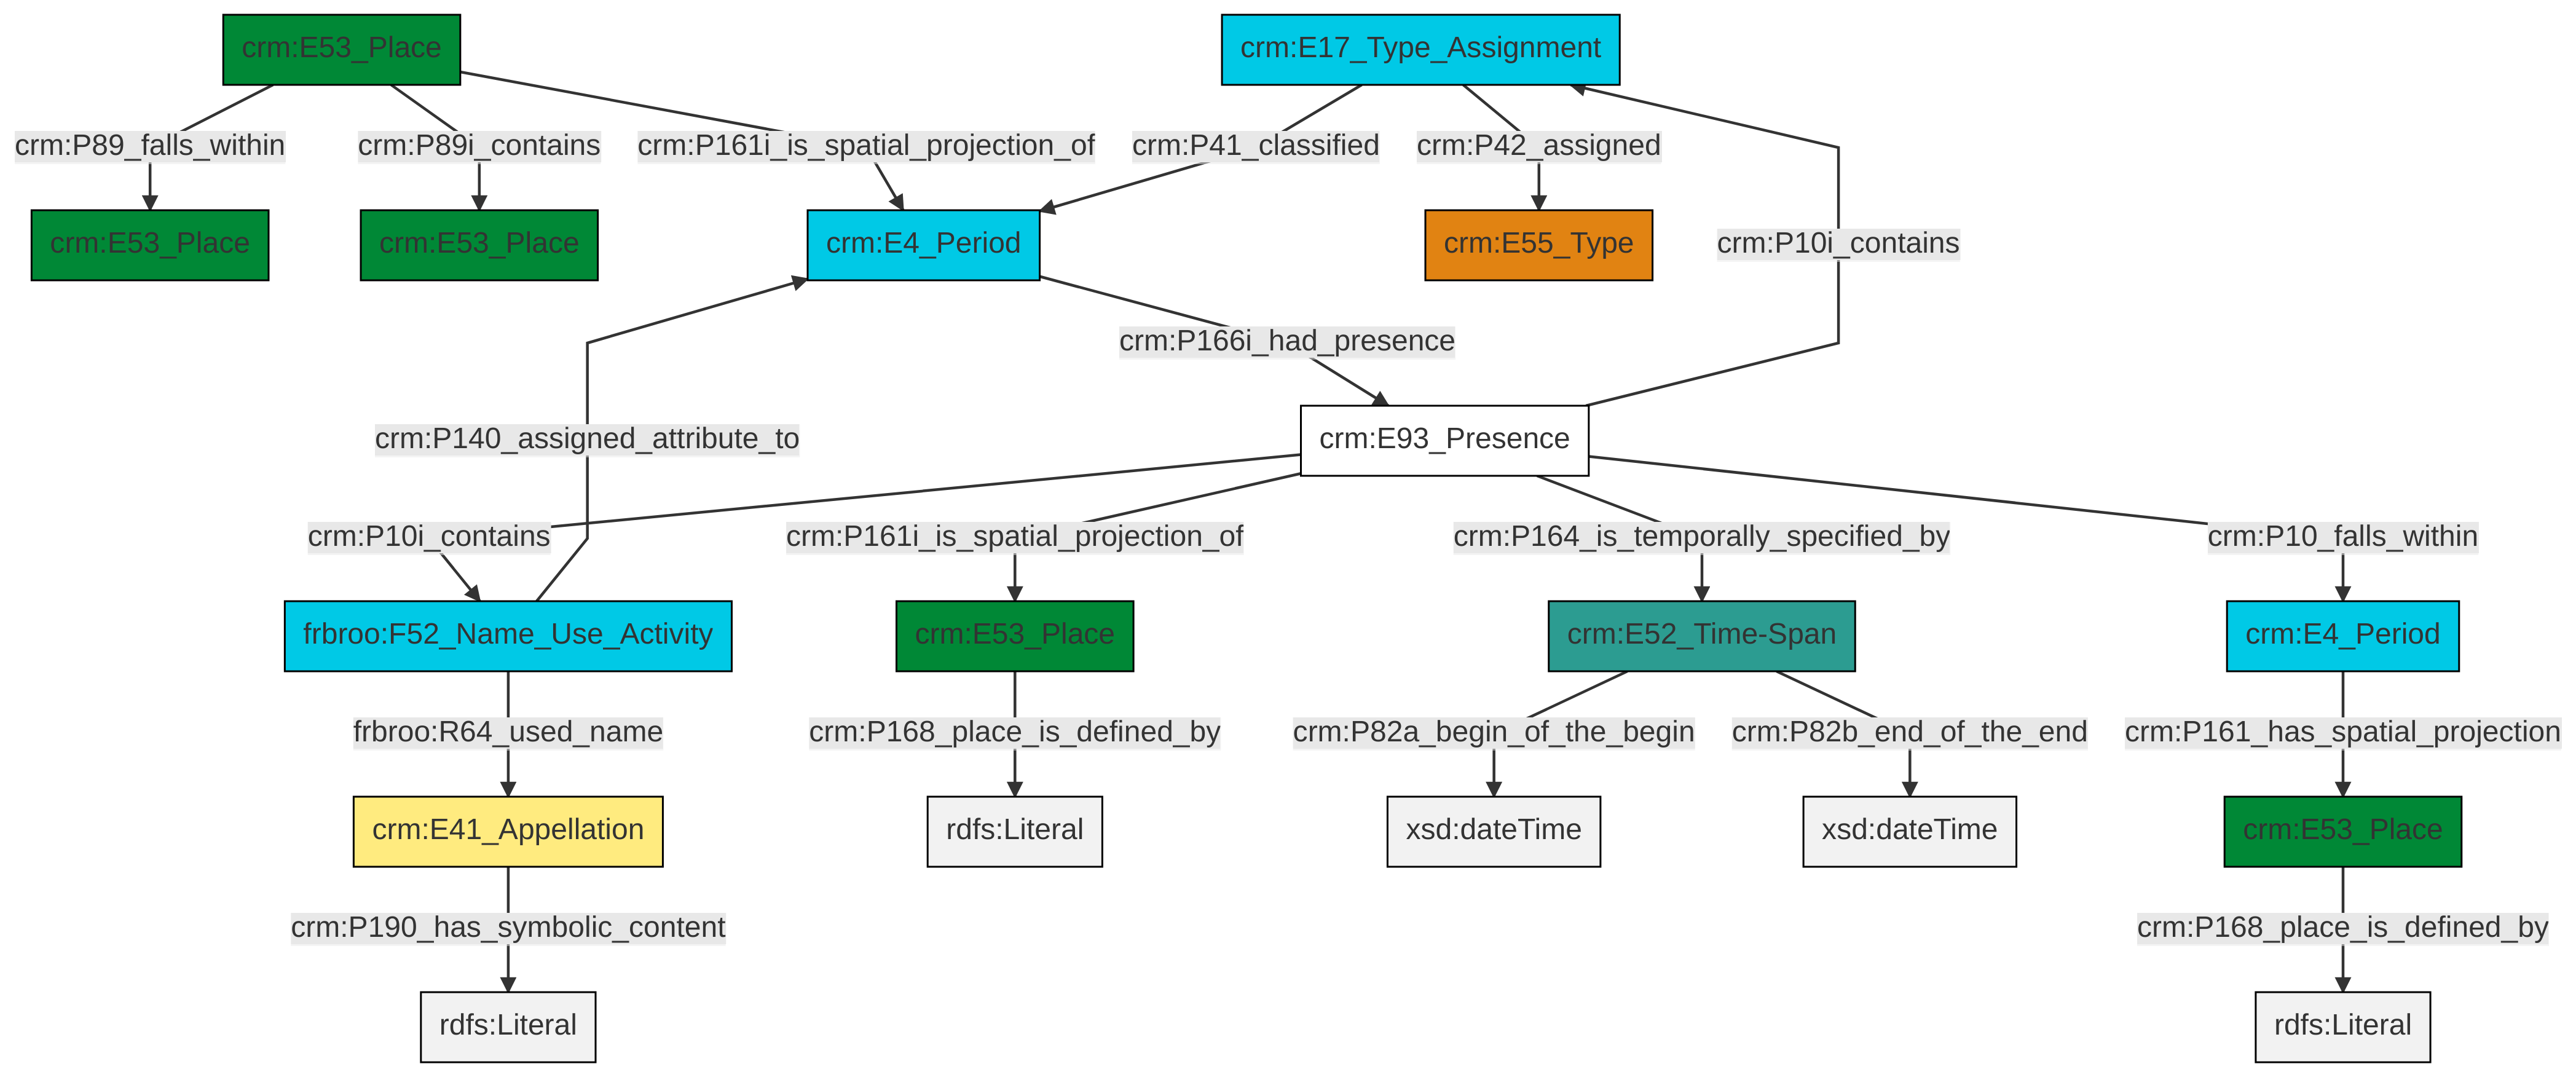 crm:E53_Place
crm:E17_Type_Assignment
crm:P89_falls_within
crm:P89i_contains
crm:P161i_is_spatial_projection_of
crm:P41_classified
crm:P42_assigned
crm:E53_Place
crm:E53_Place
crm:E4_Period
crm:E55_Type
crm:P10i_contains
crm:P166i_had_presence
crm:P140_assigned_attribute_to
crm:E93_Presence
crm:P10i_contains
crm:P161i_is_spatial_projection_of
crm:P164_is_temporally_specified_by
crm:P10_falls_within
frbroo:F52_Name_Use_Activity
crm:E53_Place
crm:E52_Time-Span
crm:E4_Period
frbroo:R64_used_name
crm:P168_place_is_defined_by
crm:P82a_begin_of_the_begin
crm:P82b_end_of_the_end
crm:P161_has_spatial_projection
crm:E41_Appellation
rdfs:Literal
xsd:dateTime
xsd:dateTime
crm:E53_Place
crm:P190_has_symbolic_content
crm:P168_place_is_defined_by
rdfs:Literal
rdfs:Literal